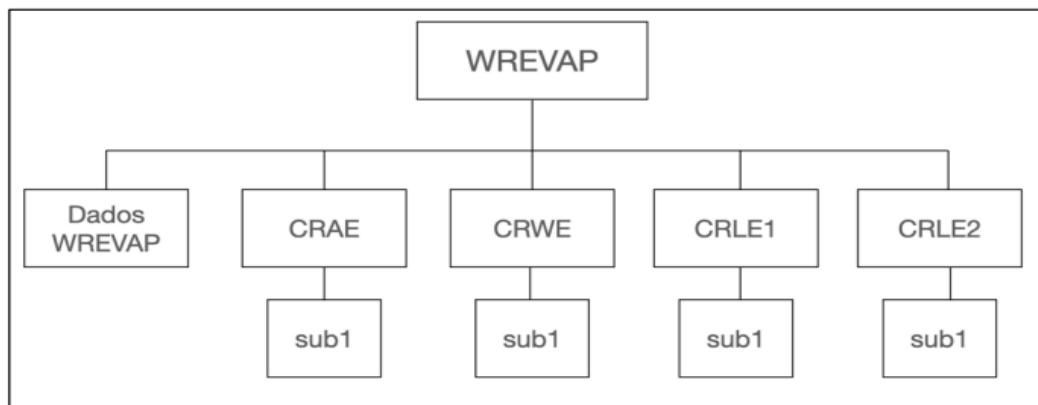 WREVAP
Dados
WREVAP
CRAE
CRWE
CRLE1
CRLE2
sub1
sub1
sub1
sub1